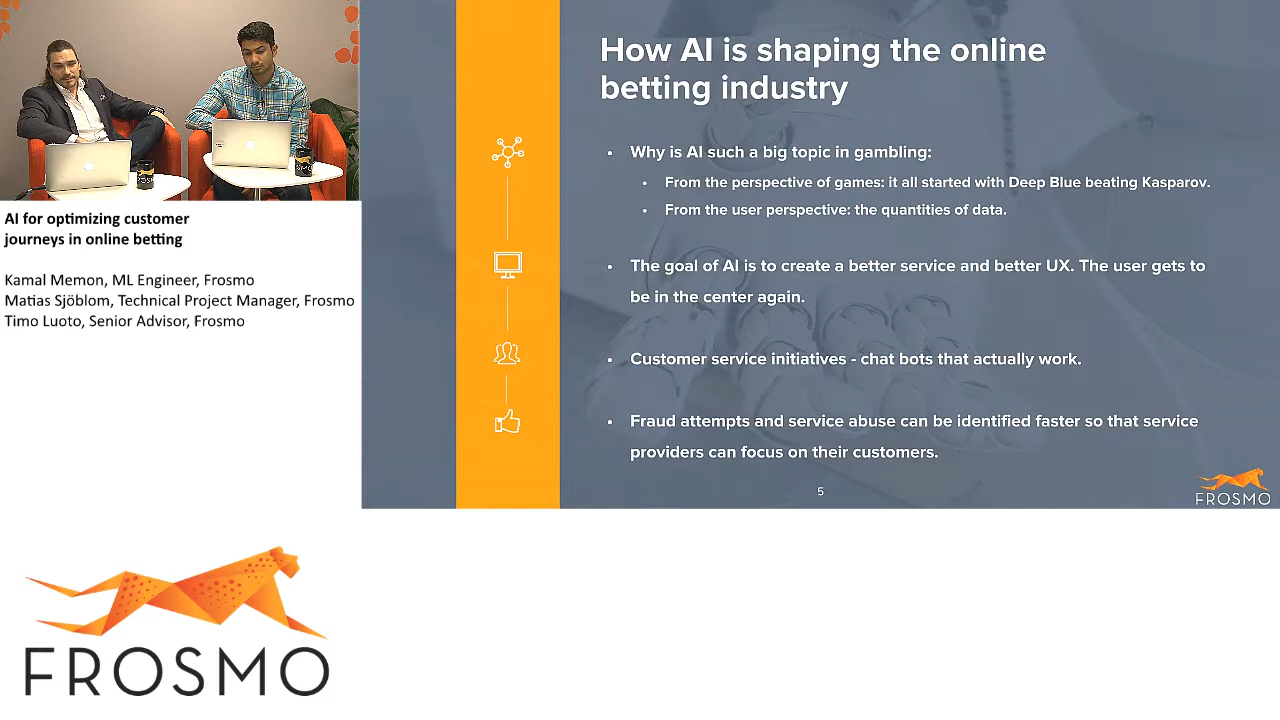 How AI is shaping the online
betting industry
• Why is AI such a big topic in gambling:
• From the perspective of games: it all started with Deep Blue beating Kasparov.
• From the user perspective: the quantities of data.
• The goal of AI is to create a better service and better UX. The user gets to
be in the center again.
• Customer service initiatives - chat bots that actually work.
• Fraud attempts and service abuse can be identified faster so that service
providers can focus on their customers.
5
FROSMO
FROSMO
AI for optimizing customer
journeys in online betting
Kamal Memon, ML Engineer, Frosmo
Matias Sjöblom, Technical Project Manager, Frosmo
Timo Luoto, Senior Advisor, Frosmo
FROSMO